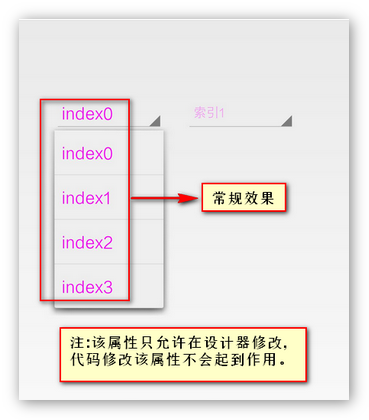 index0
索引1
index0
index1
常规效果
index2
index3
注:该属性只允许在设计器修改,
代码修改该属性不会起到作用。